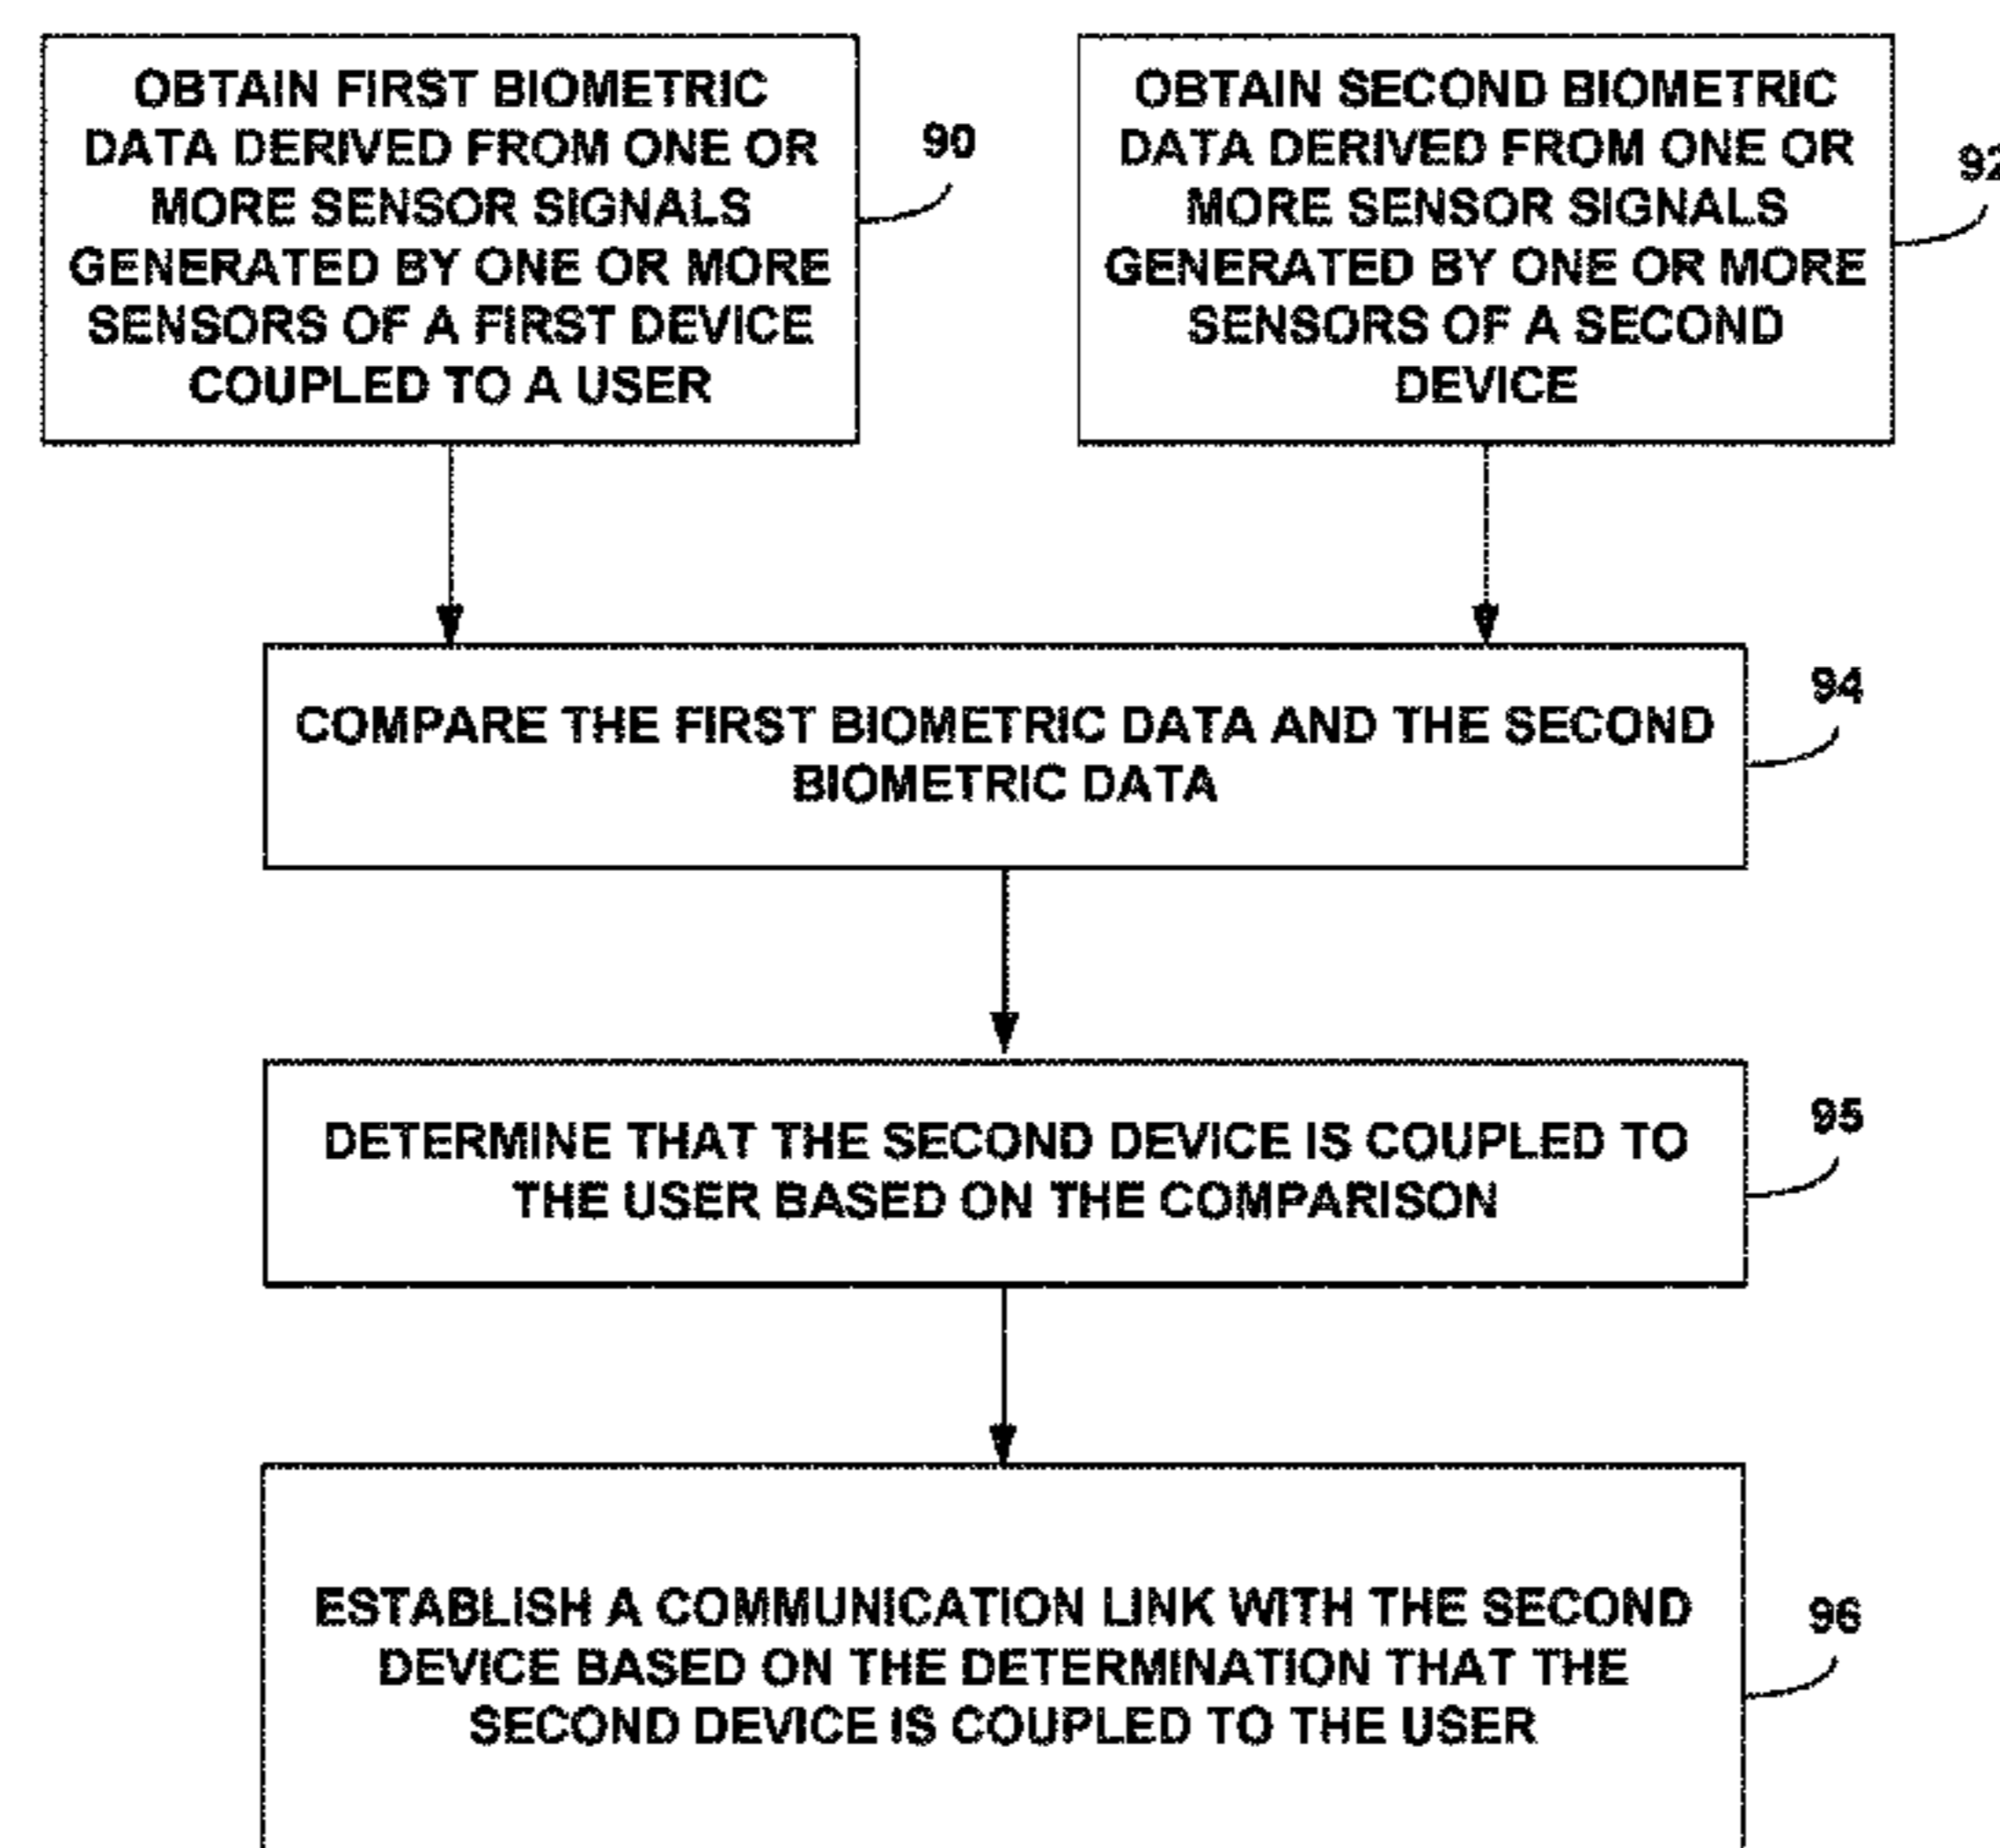 OBTAIN FIRST BIOMETRIC
DATA DERIVED FROM ONE OR
MORE SENSOR SIGNALS
GENERATED BY ONE OR MORE
SENSORS OF A FIRST DEVICE
COUPLED TO A USER
90
OBTAIN SECOND BIOMETRIC
DATA DERIVED FROM ONE OR
MORE SENSOR SIGNALS
GENERATED BY ONE OR MORE
SENSORS OF A SECOND
DEVICE
92
COMPARE THE FIRST BIOMETRIC DATA AND THE SECOND
BIOMETRIC DATA
94
DETERMINE THAT THE SECOND DEVICE IS COUPLED TO
THE USER BASED ON THE COMPARISON
95
ESTABLISH A COMMUNICATION LINK WITH THE SECOND
DEVICE BASED ON THE DETERMINATION THAT THE
SECOND DEVICE IS COUPLED TO THE USER
96